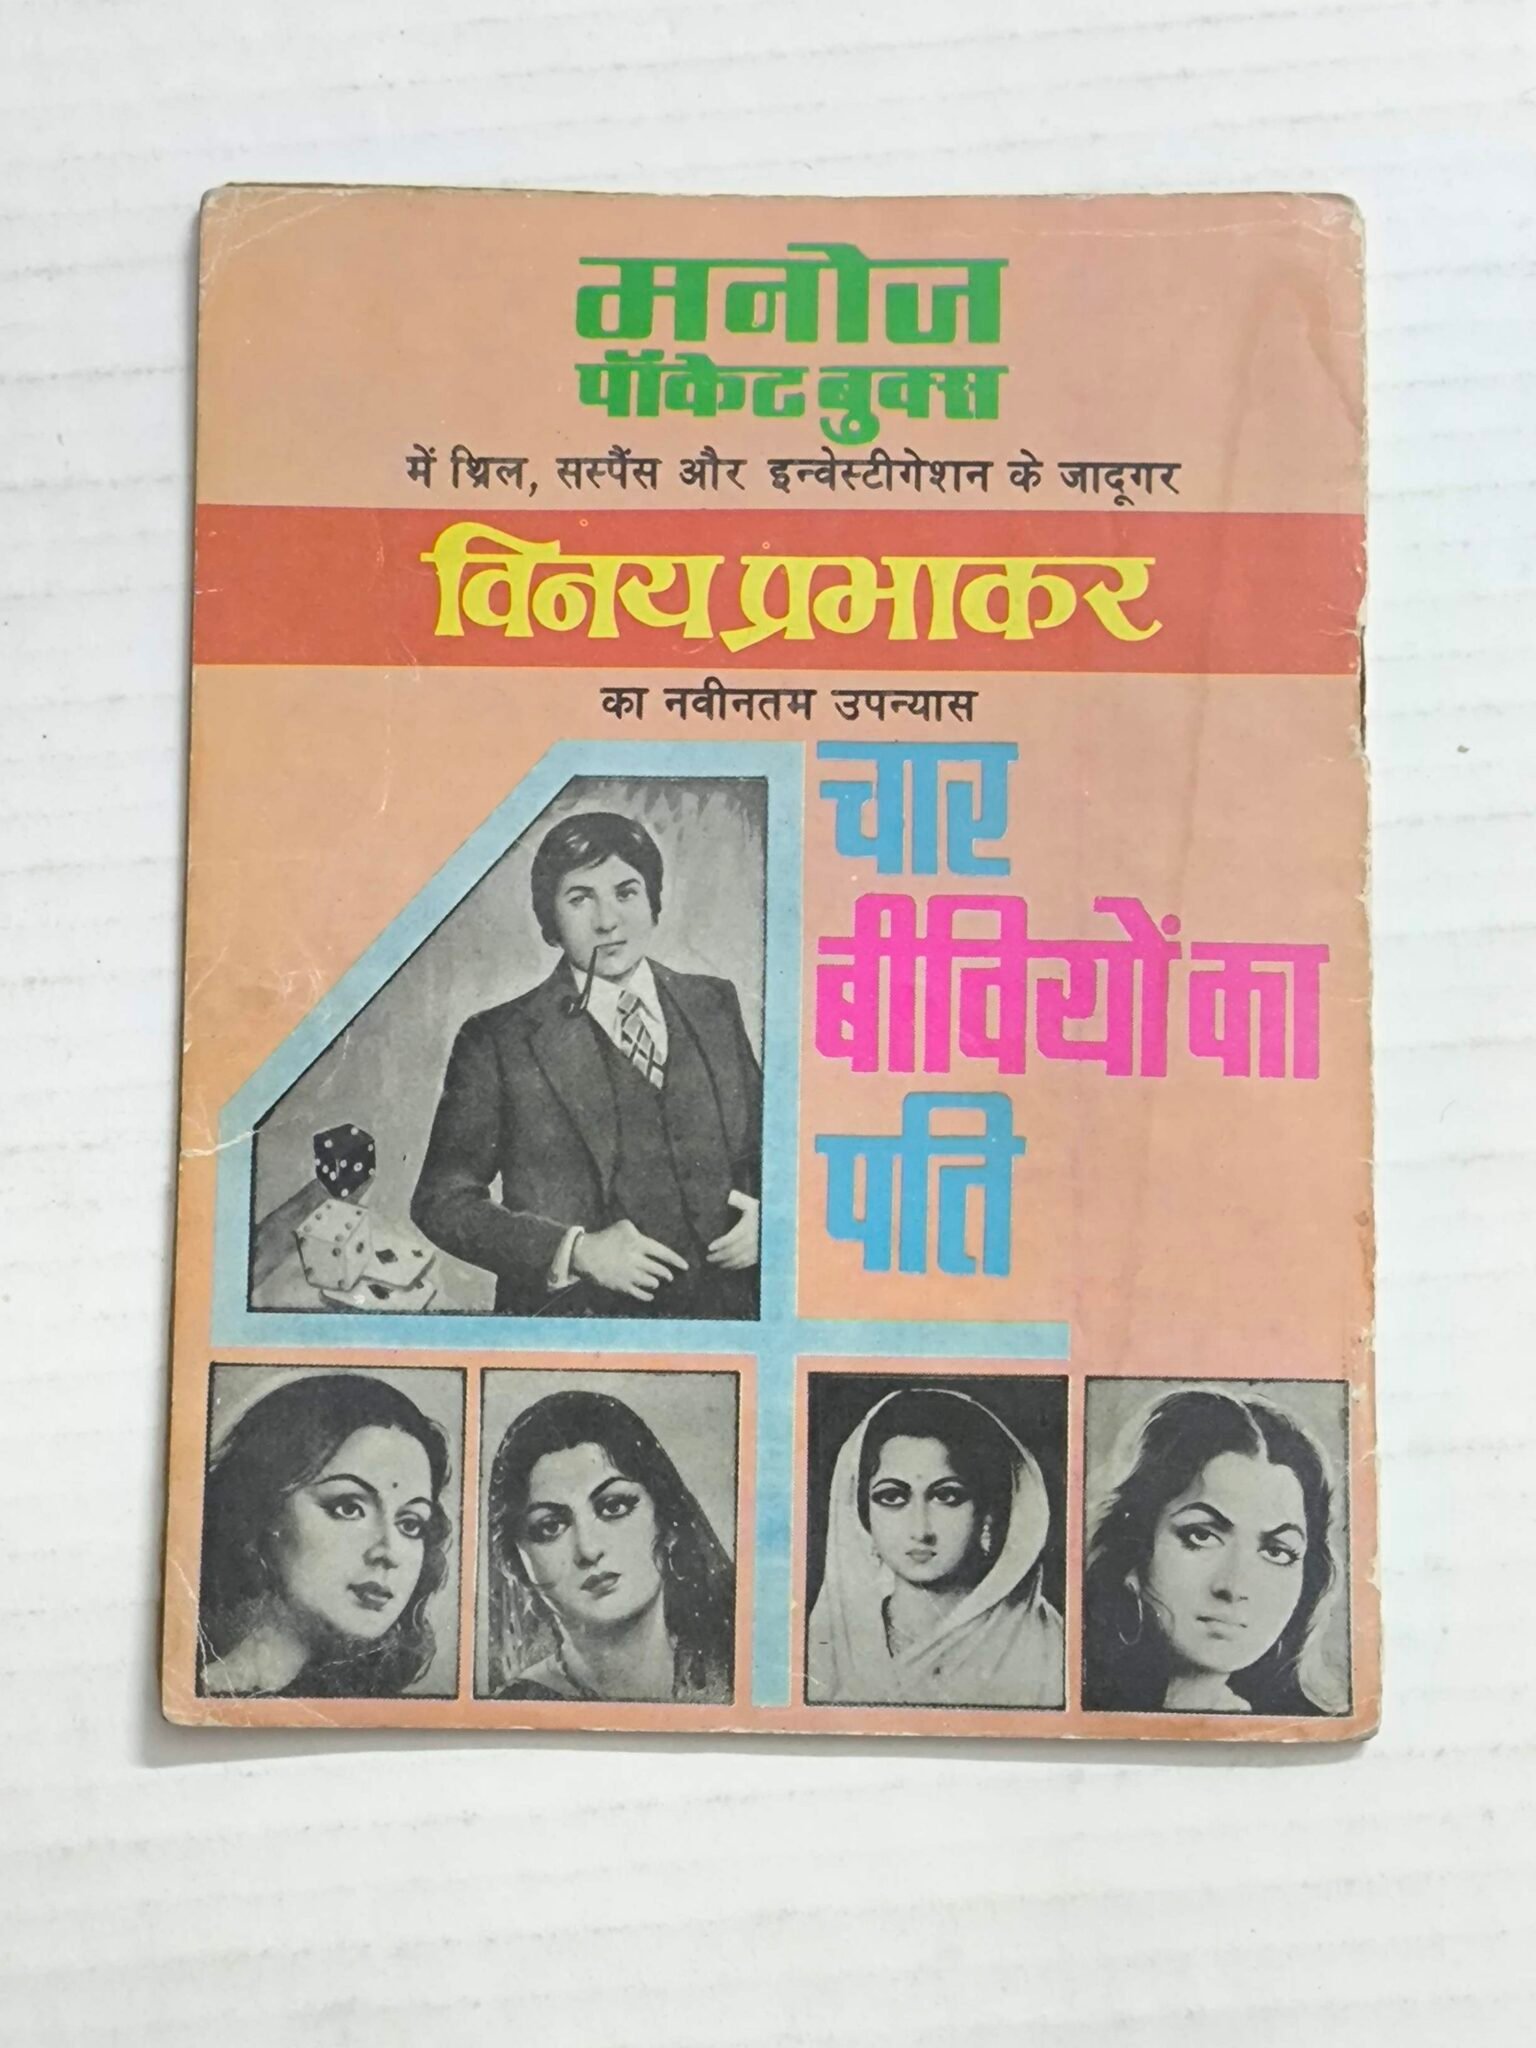 मनोज
पॉकेट बुक्स
में थ्रिल, सस्पैंस और इन्वेस्टीगेशन के जादूगर
विनय प्रभाकर
का नवीनतम उपन्यास
चार
बीवियों का
पति